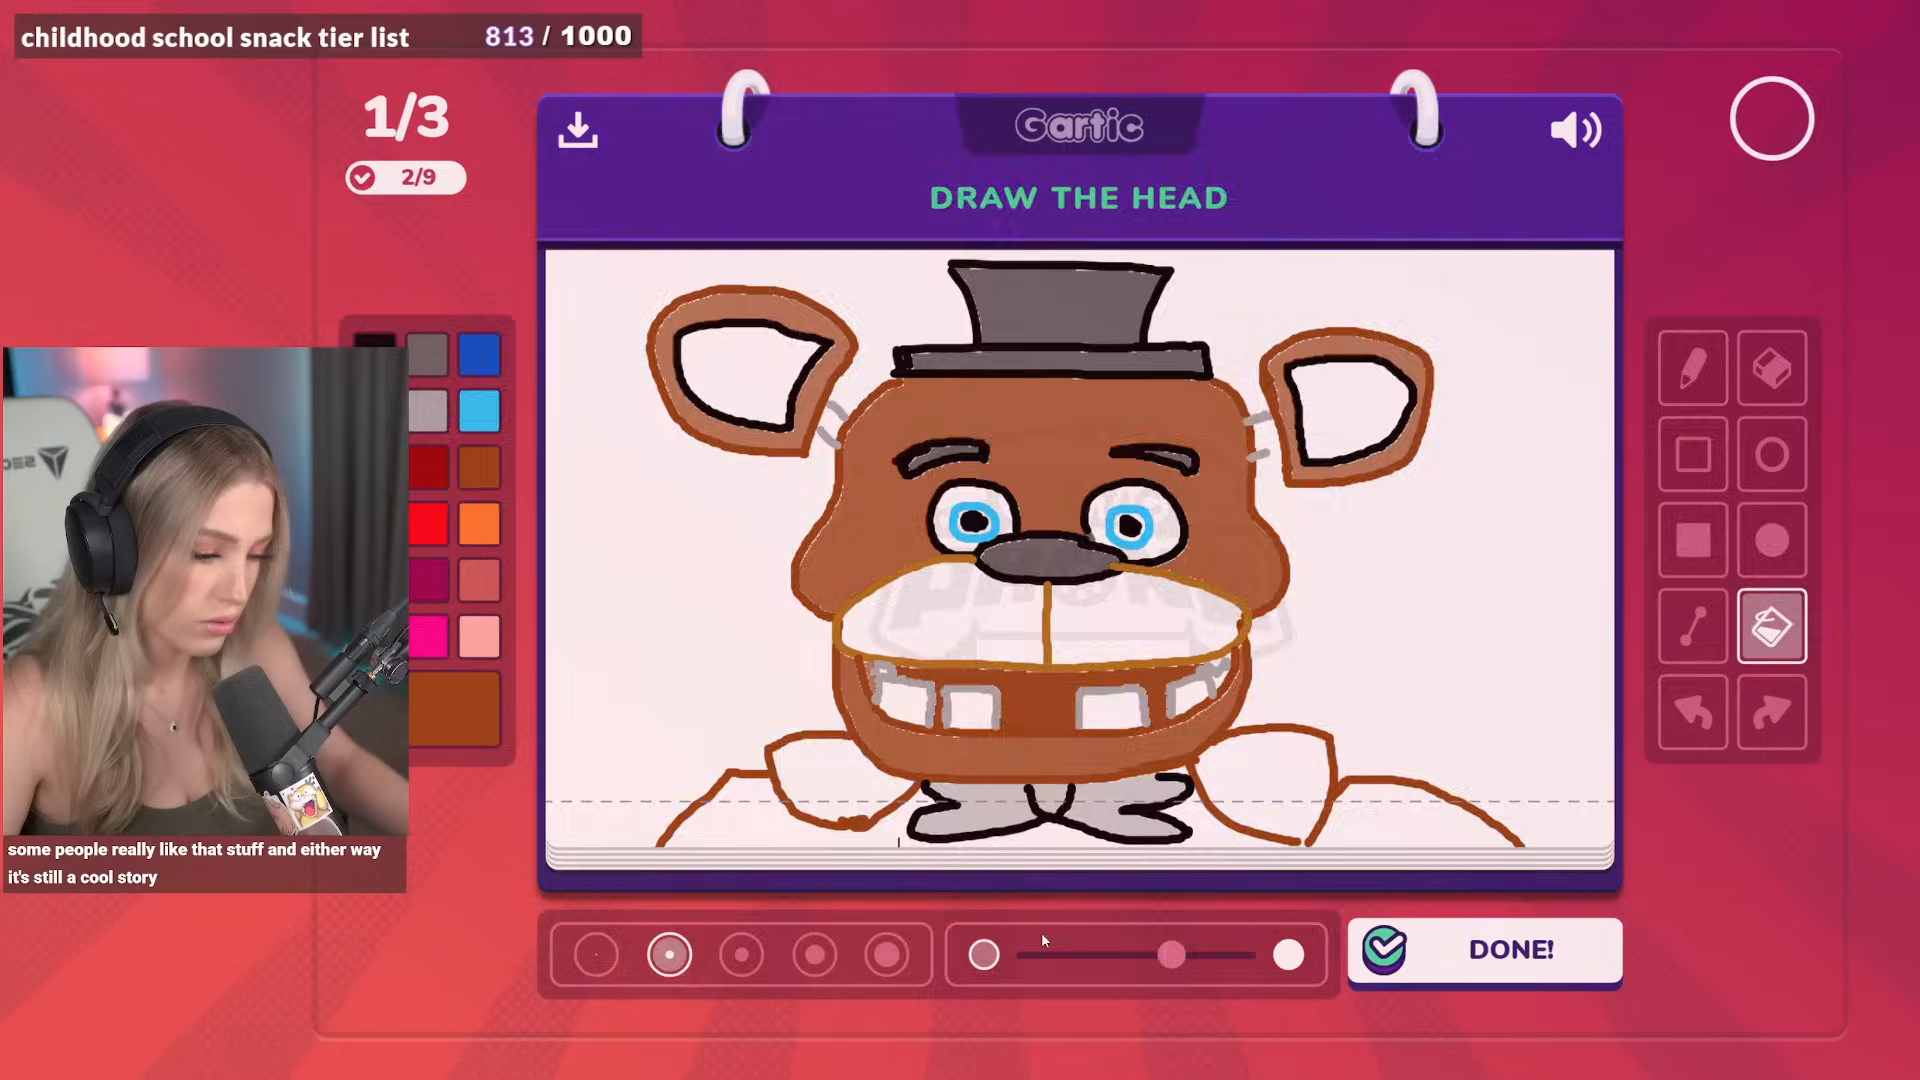 childhood school snack tier list 813 / 1000
1/3
2/9
Gartic
DRAW THE HEAD
some people really like that stuff and either way
it's still a cool story
DONE!